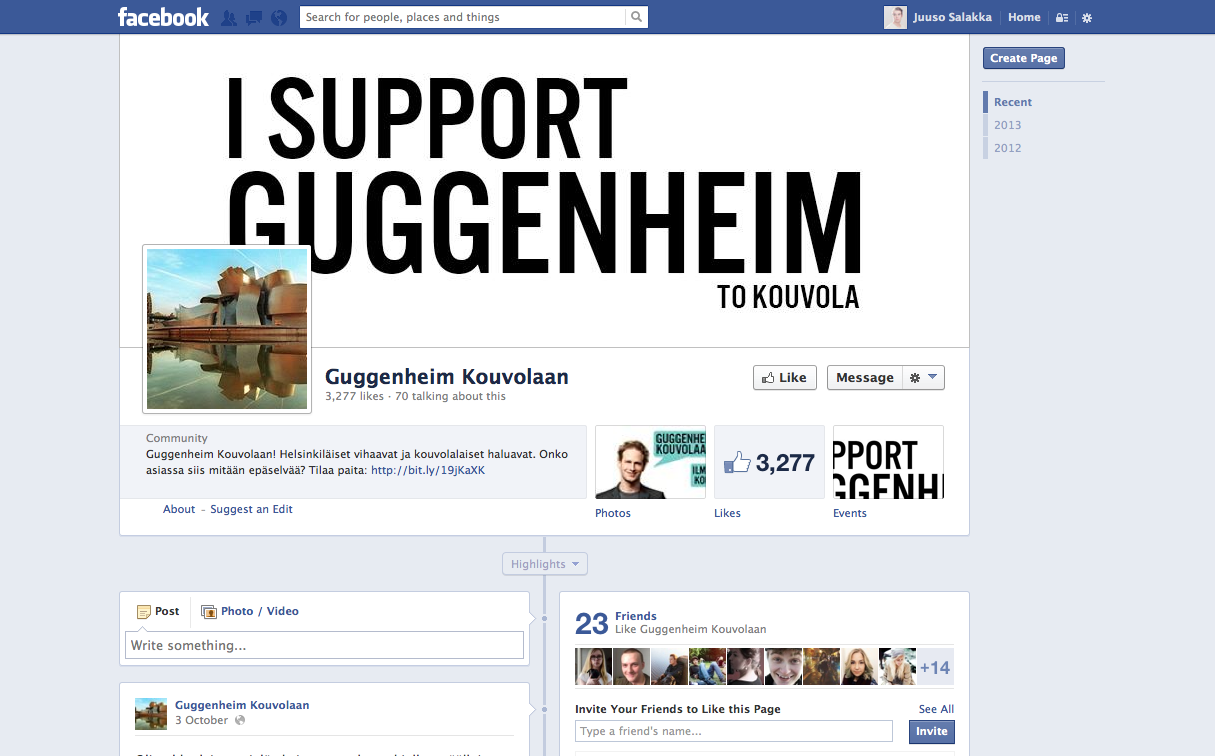 facebook
Search for people, places and things
Juuso Salakka
Home
Create Page
Recent
2013
2012
I SUPPORT
GUGGENHEIM
TO KOUVOLA
Guggenheim Kouvolaan
3,277 likes · 70 talking about this
Like
Message
Community
Guggenheim Kouvolaan! Helsinkiläiset vihaavat ja kouvolalaiset haluavat. Onko
asiassa siis mitään epäselvää? Tilaa paita: http://bit.ly/19jKaXK
About - Suggest an Edit
GUGGENHE
KOUVOLAA
ILM
KO
Photos
3,277
Likes
PPORT
GGENH
Events
Highlights
Post
Photo / Video
Write something...
Guggenheim Kouvolaan
3 October
23
Friends
Like Guggenheim Kouvolaan
+14
Invite Your Friends to Like this Page
See All
Type a friend's name...
Invite